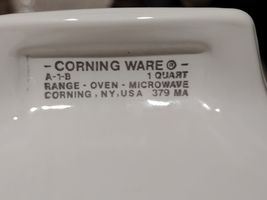 - CORNING WARE ® -
A-1-B 1 QUART
RANGE - OVEN - MICROWAVE
CORNING, NY, USA 379 MA